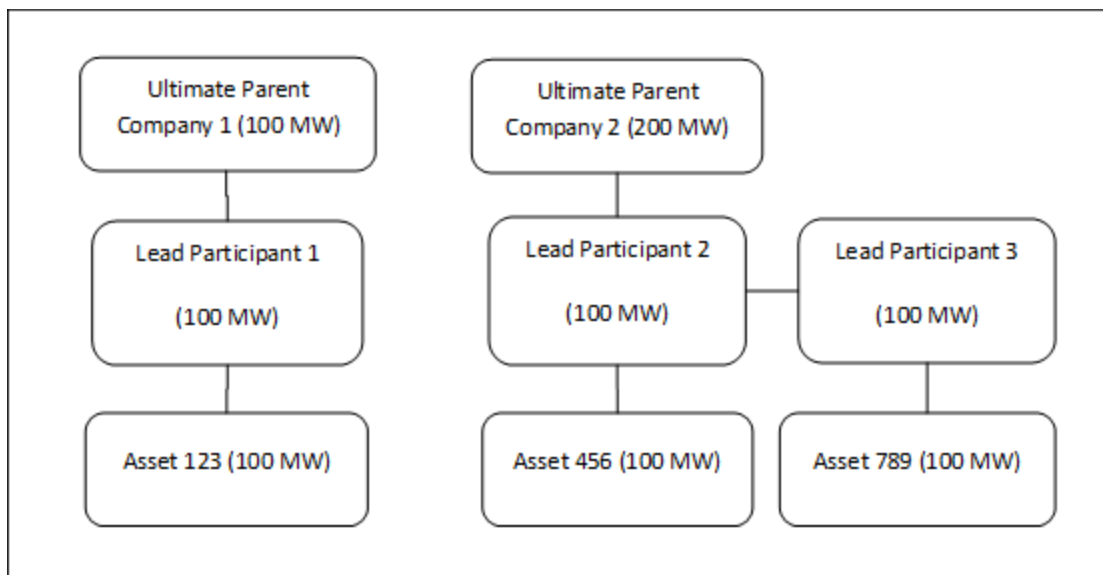 Ultimate Parent
Company 1 (100 MW)
Ultimate Parent
Company 2 (200 MW)
Lead Participant 1
(100 MW)
Lead Participant 2
(100 MW)
Lead Participant 3
(100 MW)
Asset 123 (100 MW)
Asset 456 (100 MW)
Asset 789 (100 MW)